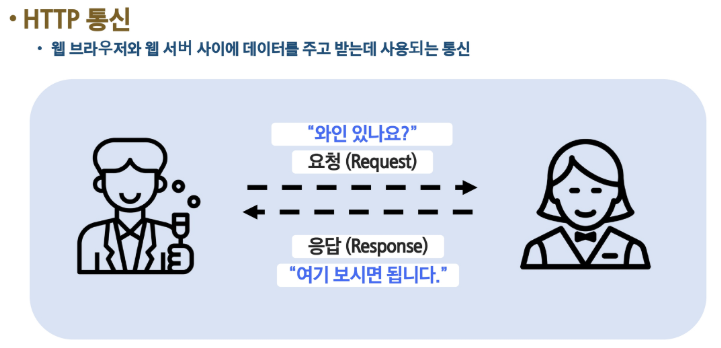 • HTTP 통신
• 웹 브라우저와 웹 서버 사이에 데이터를 주고 받는데 사용되는 통신
“와인 있나요?”
요청 (Request)
응답 (Response)
“여기 보시면 됩니다.”